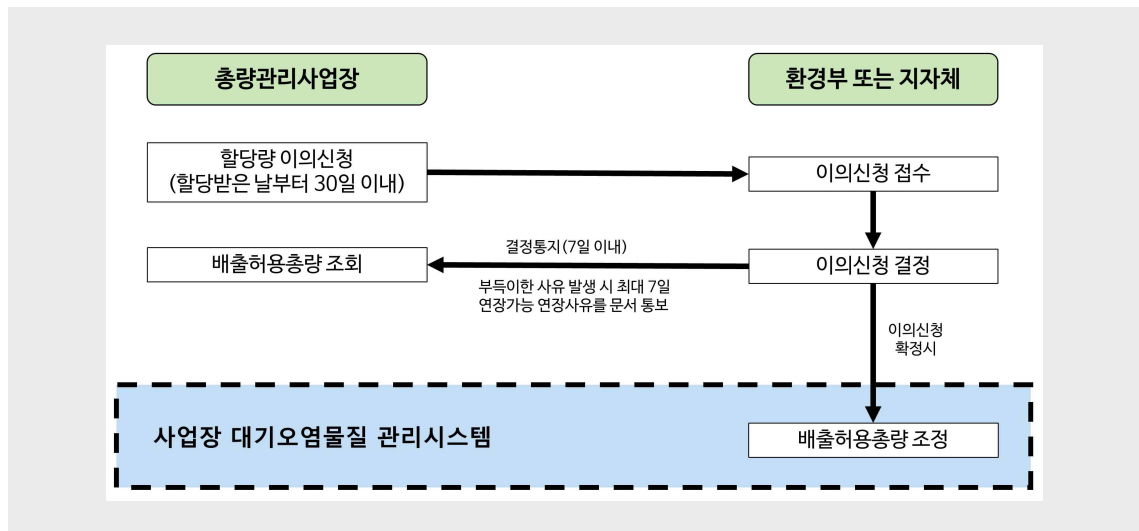 총량관리사업장
환경부 또는 지자체
할당량 이의신청
(할당받은 날부터 30일 이내)
이의신청 접수
결정통지(7일 이내)
배출허용총량 조회
이의신청 결정
부득이한 사유 발생 시 최대 7일
연장가능 연장사유를 문서 통보
이의신청
확정시
사업장 대기오염물질 관리시스템
배출허용총량 조정